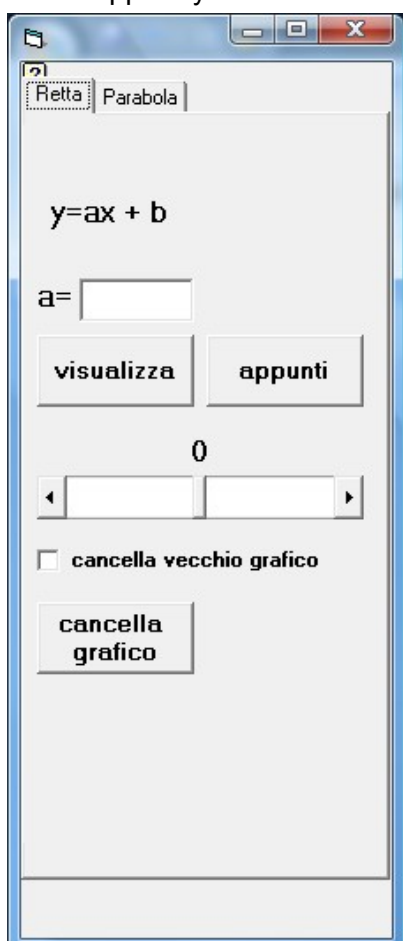 Retta Parabola
y=ax + b
a=
visualizza appunti
0
cancella vecchio grafico
cancella
grafico